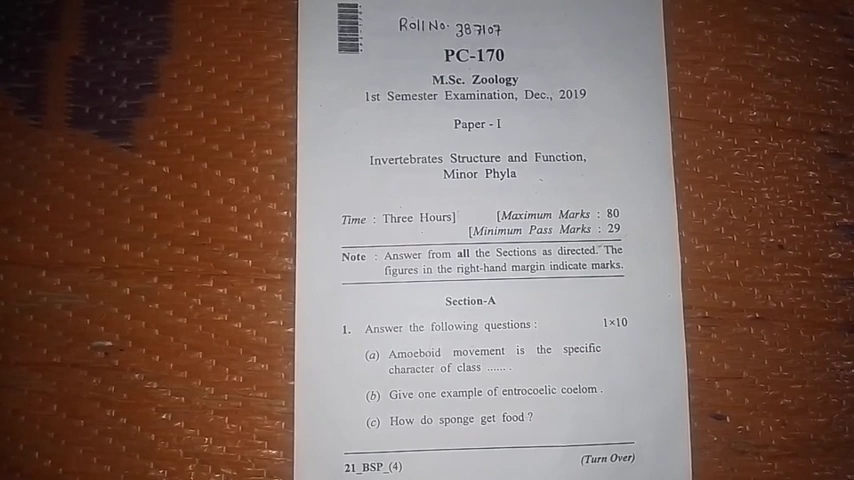 Roll No. 387107
PC-170
M.Sc. Zoology
1st Semester Examination, Dec., 2019
Paper - I
Invertebrates Structure and Function,
Minor Phyla
Time : Three Hours] [Maximum Marks : 80
[Minimum Pass Marks : 29
Note : Answer from all the Sections as directed. The
figures in the right-hand margin indicate marks.
Section-A
1. Answer the following questions : 1×10
(a) Amoeboid movement is the specific
character of class ...... .
(b) Give one example of entrocoelic coelom .
(c) How do sponge get food ?
21_BSP_(4) (Turn Over)